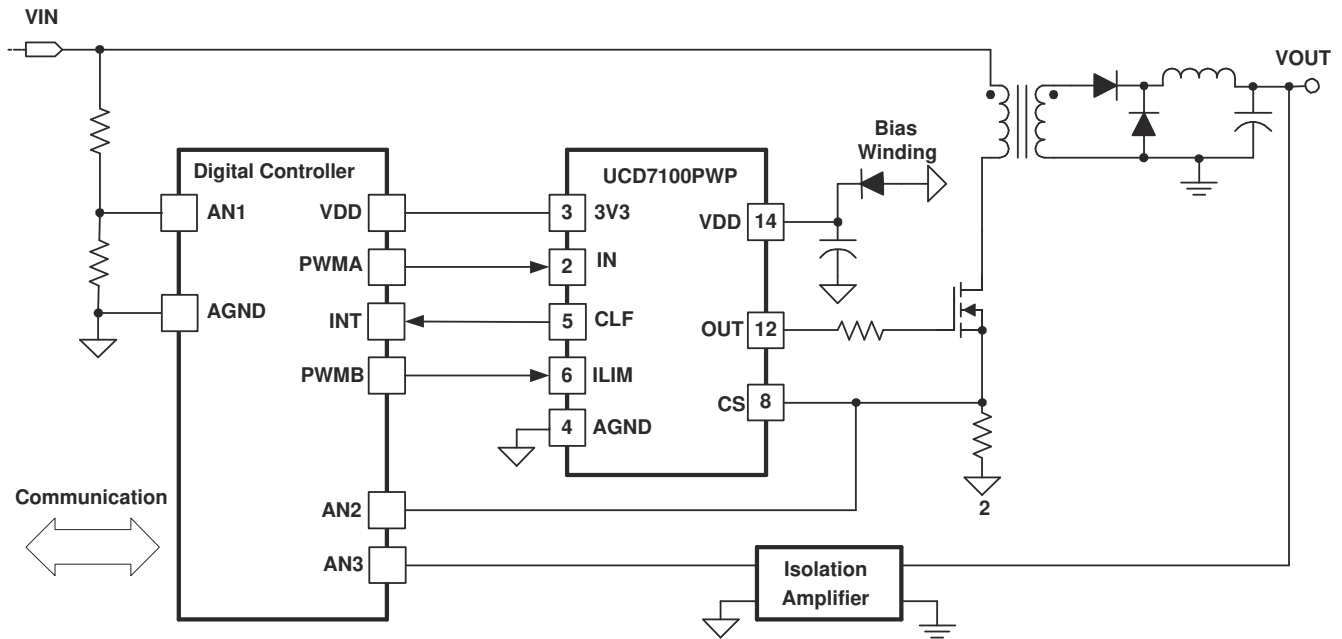 VIN
VOUT
Bias
Winding
Digital Controller
UCD7100PWP
AN1
VDD
3
3V3
VDD
14
PWMA
2
IN
AGND
INT
5
CLF
OUT
12
PWMB
6
ILIM
CS
8
4
AGND
Communication
AN2
2
AN3
Isolation
Amplifier